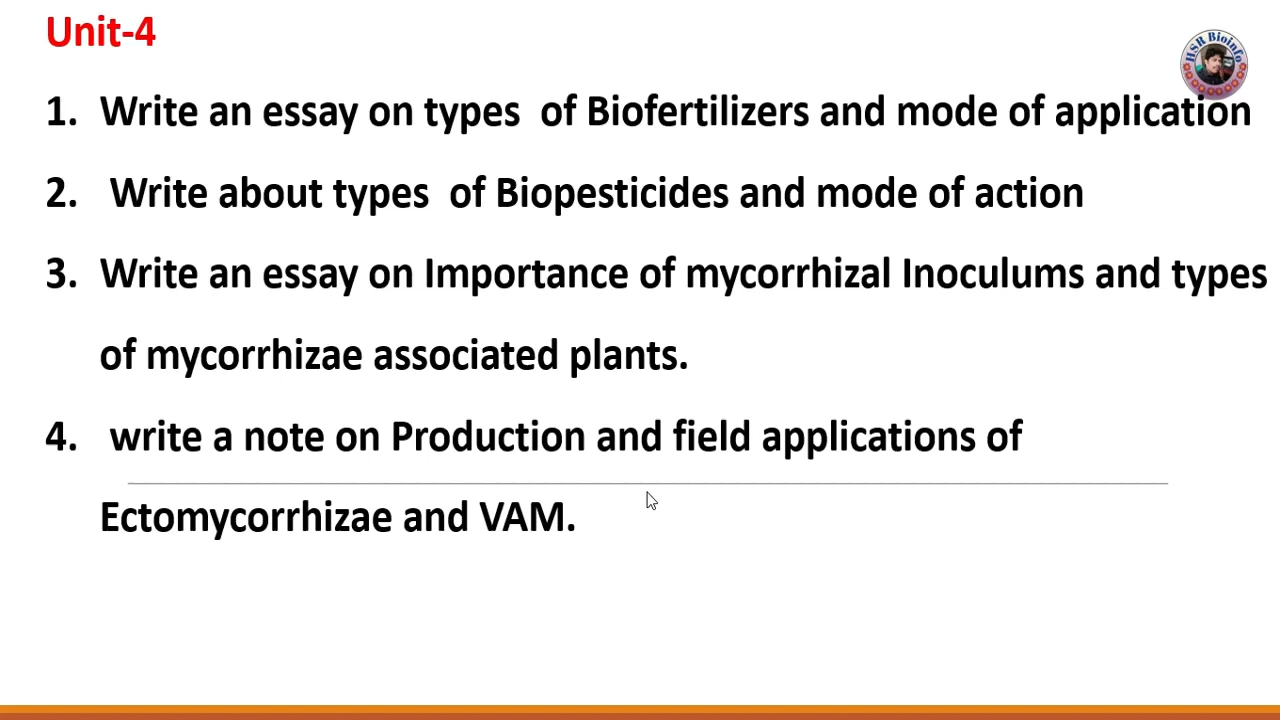 Unit-4
HSR Bioinfo
1. Write an essay on types of Biofertilizers and mode of application
2. Write about types of Biopesticides and mode of action
3. Write an essay on Importance of mycorrhizal Inoculums and types
of mycorrhizae associated plants.
4. write a note on Production and field applications of
Ectomycorrhizae and VAM.